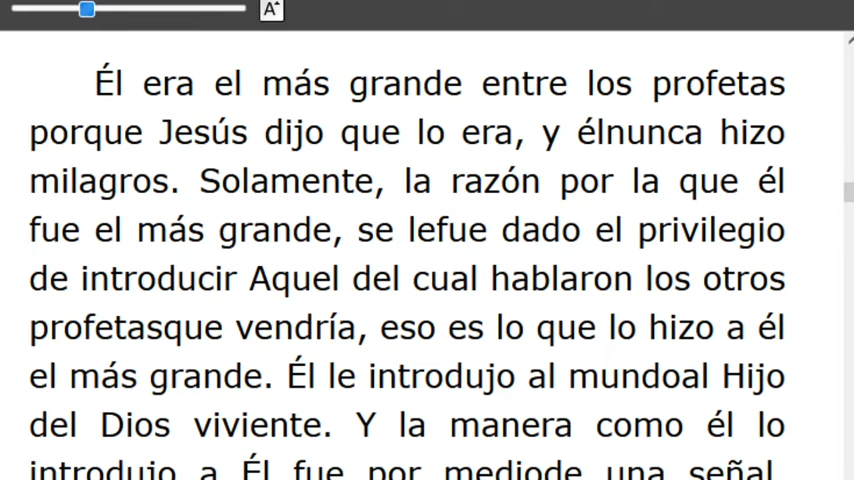 A
Él era el más grande entre los profetas
porque Jesús dijo que lo era, y élnunca hizo
milagros. Solamente, la razón por la que él
fue el más grande, se lefue dado el privilegio
de introducir Aquel del cual hablaron los otros
profetasque vendría, eso es lo que lo hizo a él
el más grande. Él le introdujo al mundoal Hijo
del Dios viviente. Y la manera como él lo
introdujo a Él fue por mediode una señal.